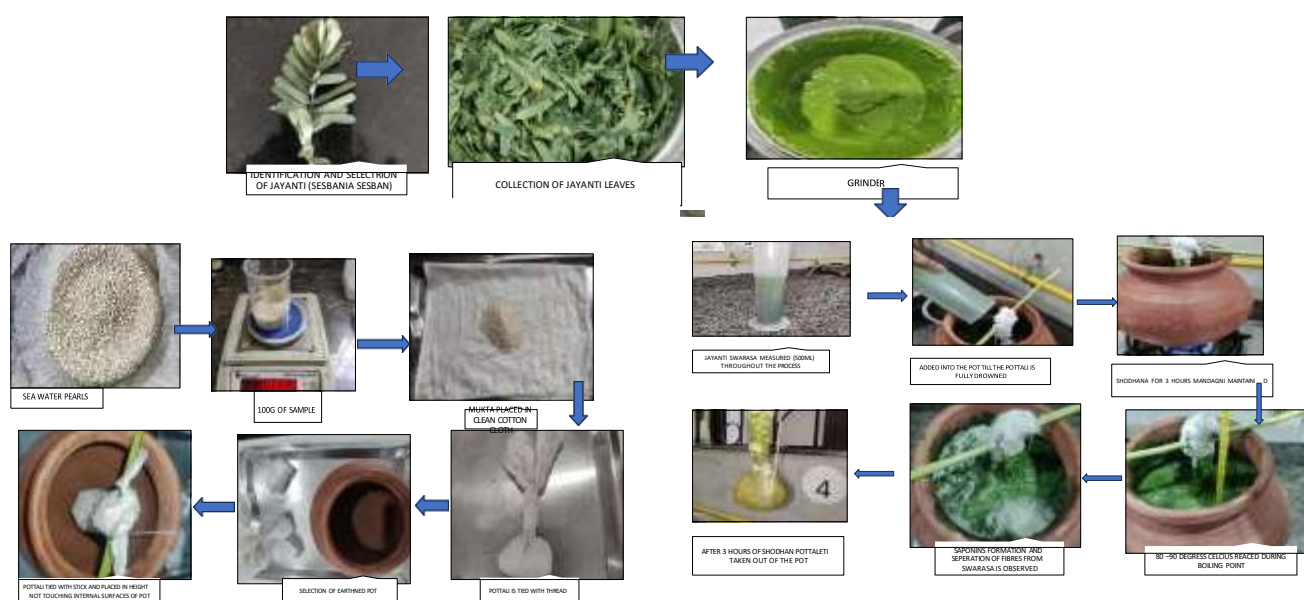 IDENTIFICATION AND SELECTRION
OF JAYANTI (SESBANIA SESBAN)
COLLECTION OF JAYANTI LEAVES
GRINDER
SEA WATER PEARLS
100G OF SAMPLE
MUKTA PLACED IN
CLEAN COTTON
CLOTH
POTTALI IS TIED WITH THREAD
SELECTION OF EARTHNED POT
POTTALI TIED WITH STICK AND PLACED IN HEIGHT
NOT TOUCHING INTERNAL SURFACES OF POT
JAYANTI SWARASA MEASURED (500ML)
THROUGHOUT THE PROCESS
ADDED INTO THE POT TILL THE POTTALI IS
FULLY DROWNED
SHODHANA FOR 3 HOURS MANDAGNI MAINTAINED
80 –90 DEGRESS CELCIUS REACED DURING
BOILING POINT
SAPONINS FORMATION AND
SEPERATION OF FIBRES FROM
SWARASA IS OBSERVED
4
AFTER 3 HOURS OF SHODHAN POTTALETI
TAKEN OUT OF THE POT